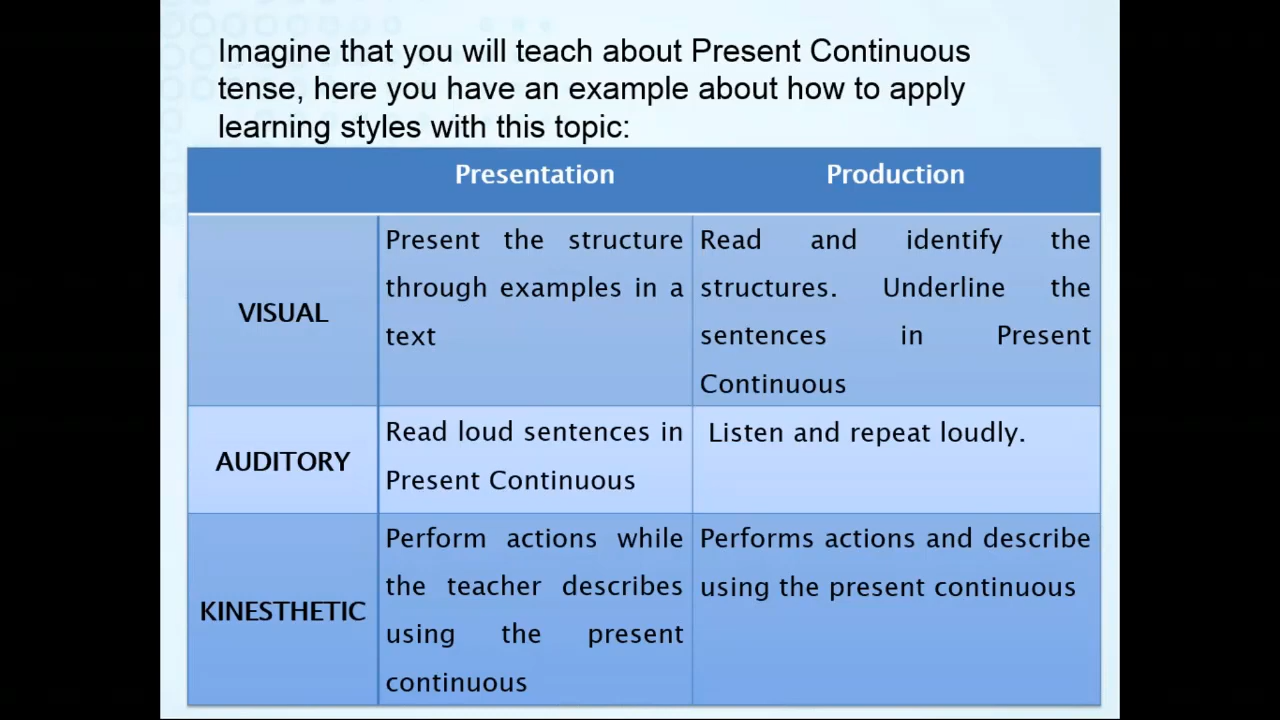 Imagine that you will teach about Present Continuous
tense, here you have an example about how to apply
learning styles with this topic:
Presentation
Production
VISUAL
Present the structure
through examples in a
text
Read and identify the
structures. Underline the
sentences in Present
Continuous
AUDITORY
Read loud sentences in
Present Continuous
Listen and repeat loudly.
KINESTHETIC
Perform actions while
the teacher describes
using the present
continuous
Performs actions and describe
using the present continuous